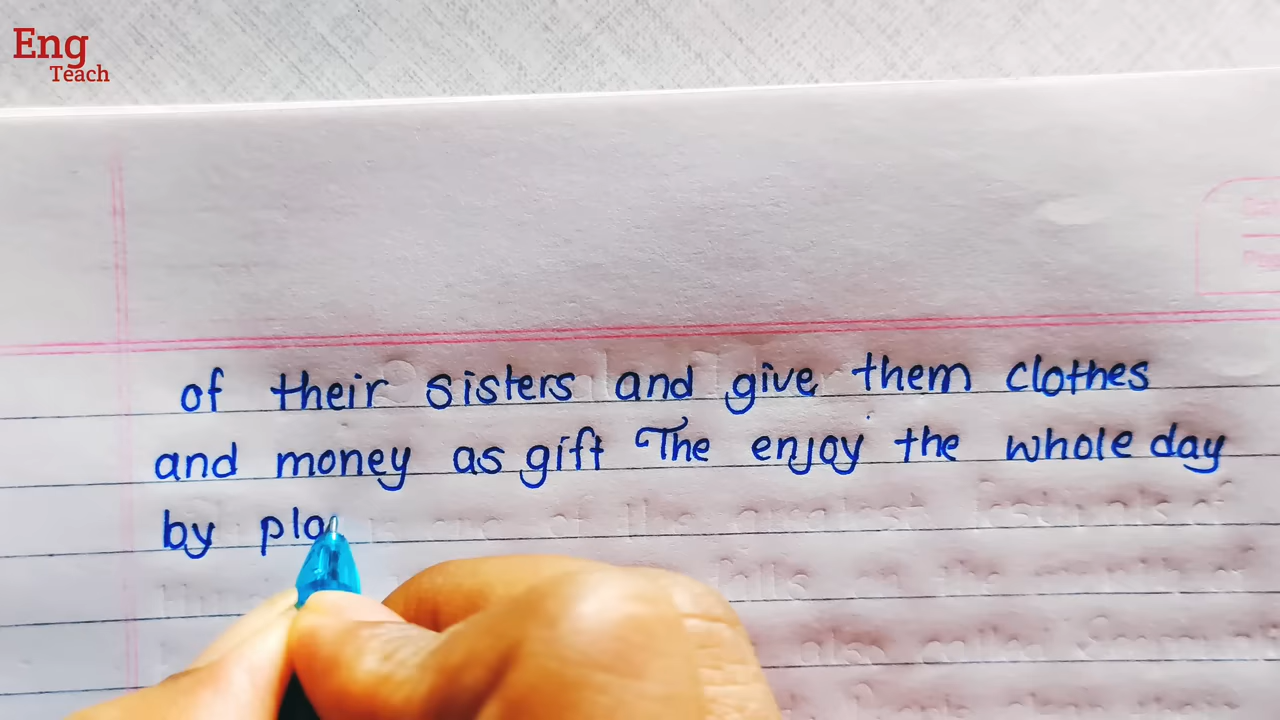 Eng
Teach
of their sisters and give them clothes
and money as gift The enjoy the whole day
by pla